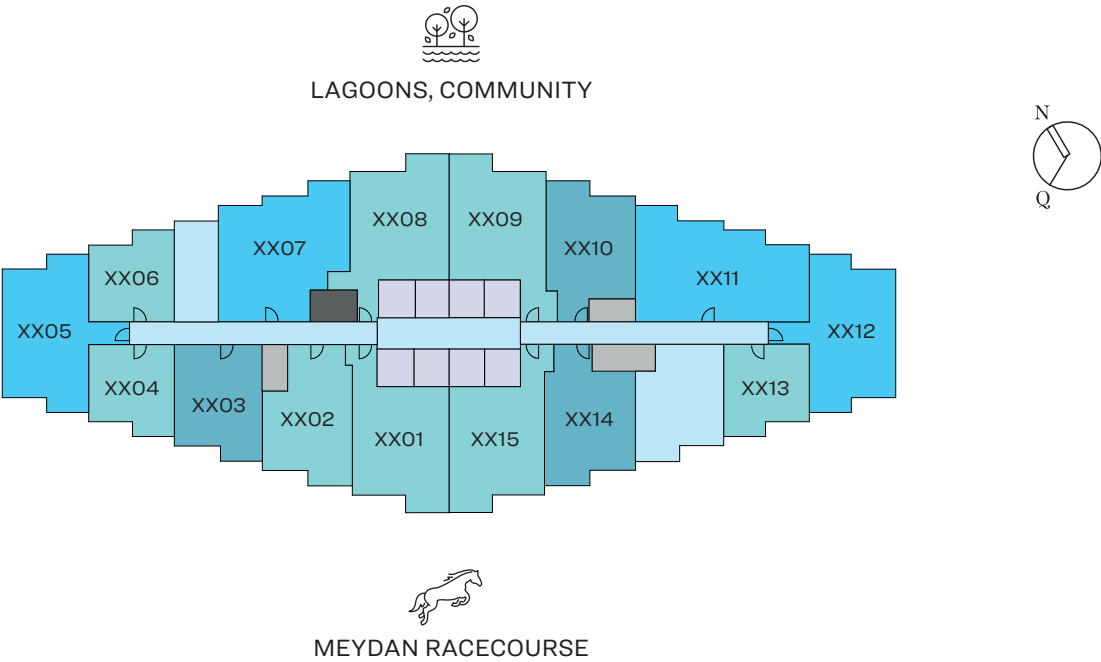 LAGOONS, COMMUNITY
N
Q
XX08
XX09
XX07
XX10
XX06
XX11
XX05
XX12
XX04
XX13
XX03
XX02
XX14
XX01
XX15
MEYDAN RACECOURSE